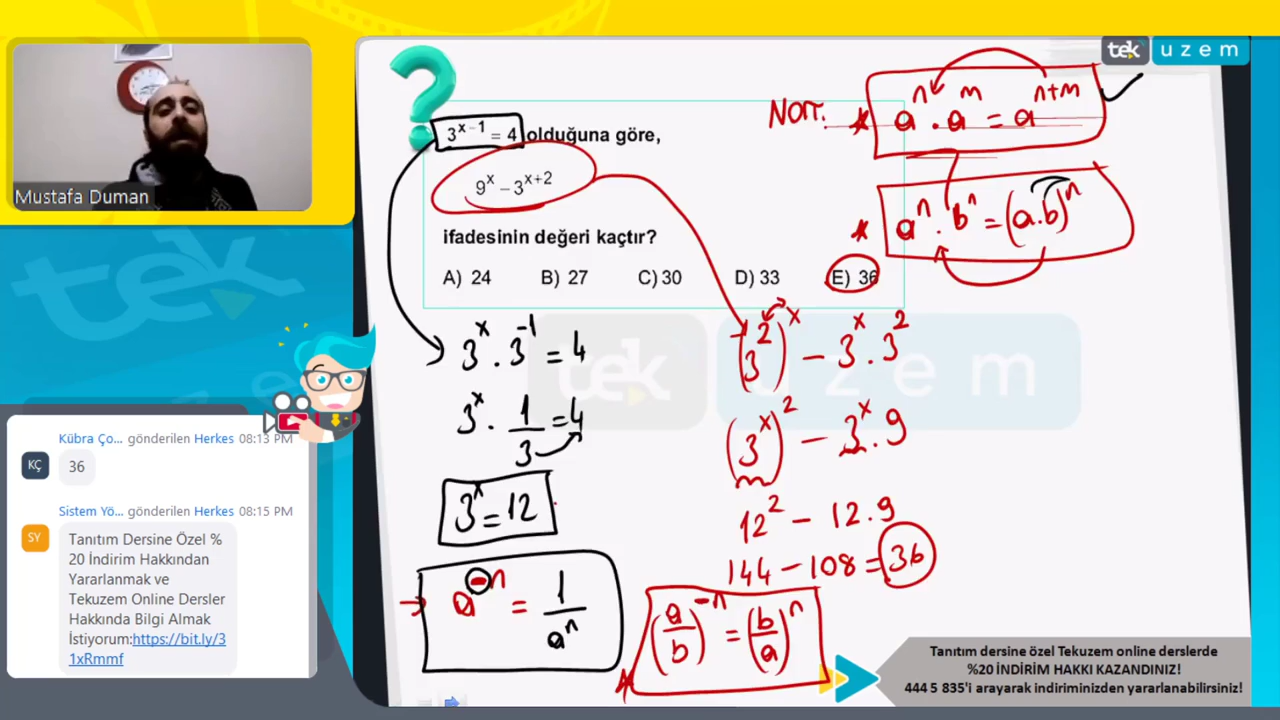 tek uzem
Mustafa Duman
3^(x-1) = 4 olduğuna göre,
9^x − 3^(x+2)
ifadesinin değeri kaçtır?
A) 24 B) 27 C) 30 D) 33 E) 36
NOT:
* a^n . a^m = a^(n+m)
* a^n . b^n = (a.b)^n
3^x . 3^-1 = 4
3^x . 1/3 = 4
3^x = 12
a^-n = 1/a^n
(3^2)^x − 3^x . 3^2
(3^x)^2 − 3^x . 9
12^2 − 12.9
144 − 108 = 36
* (a/b)^-n = (b/a)^n
tek uzem
Kübra Ço... gönderilen Herkes 08:13 PM
KÇ
36
Sistem Yö... gönderilen Herkes 08:15 PM
SY
Tanıtım Dersine Özel %
20 İndirim Hakkından
Yararlanmak ve
Tekuzem Online Dersler
Hakkında Bilgi Almak
İstiyorum:https://bit.ly/3
1xRmmf
Tanıtım dersine özel Tekuzem online derslerde
%20 İNDİRİM HAKKI KAZANDINIZ!
444 5 835'i arayarak indiriminizden yararlanabilirsiniz!